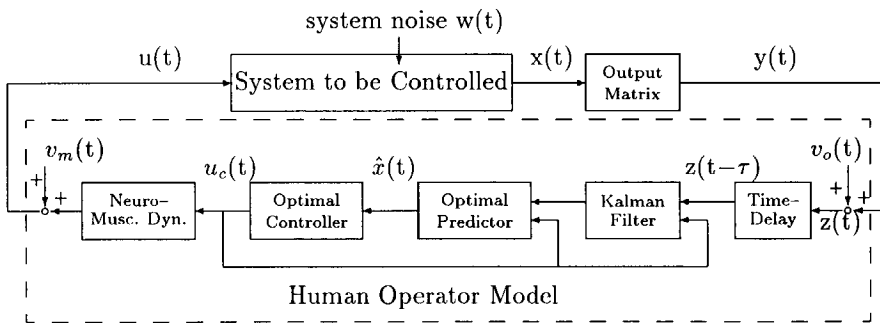 system noise w(t)
u(t)
System to be Controlled
x(t)
Output
Matrix
y(t)
v_m(t)
+
+
Neuro-
Musc. Dyn.
u_c(t)
Optimal
Controller
x̂(t)
Optimal
Predictor
Kalman
Filter
z(t−τ)
Time-
Delay
v_o(t)
+
+
z(t)
Human Operator Model